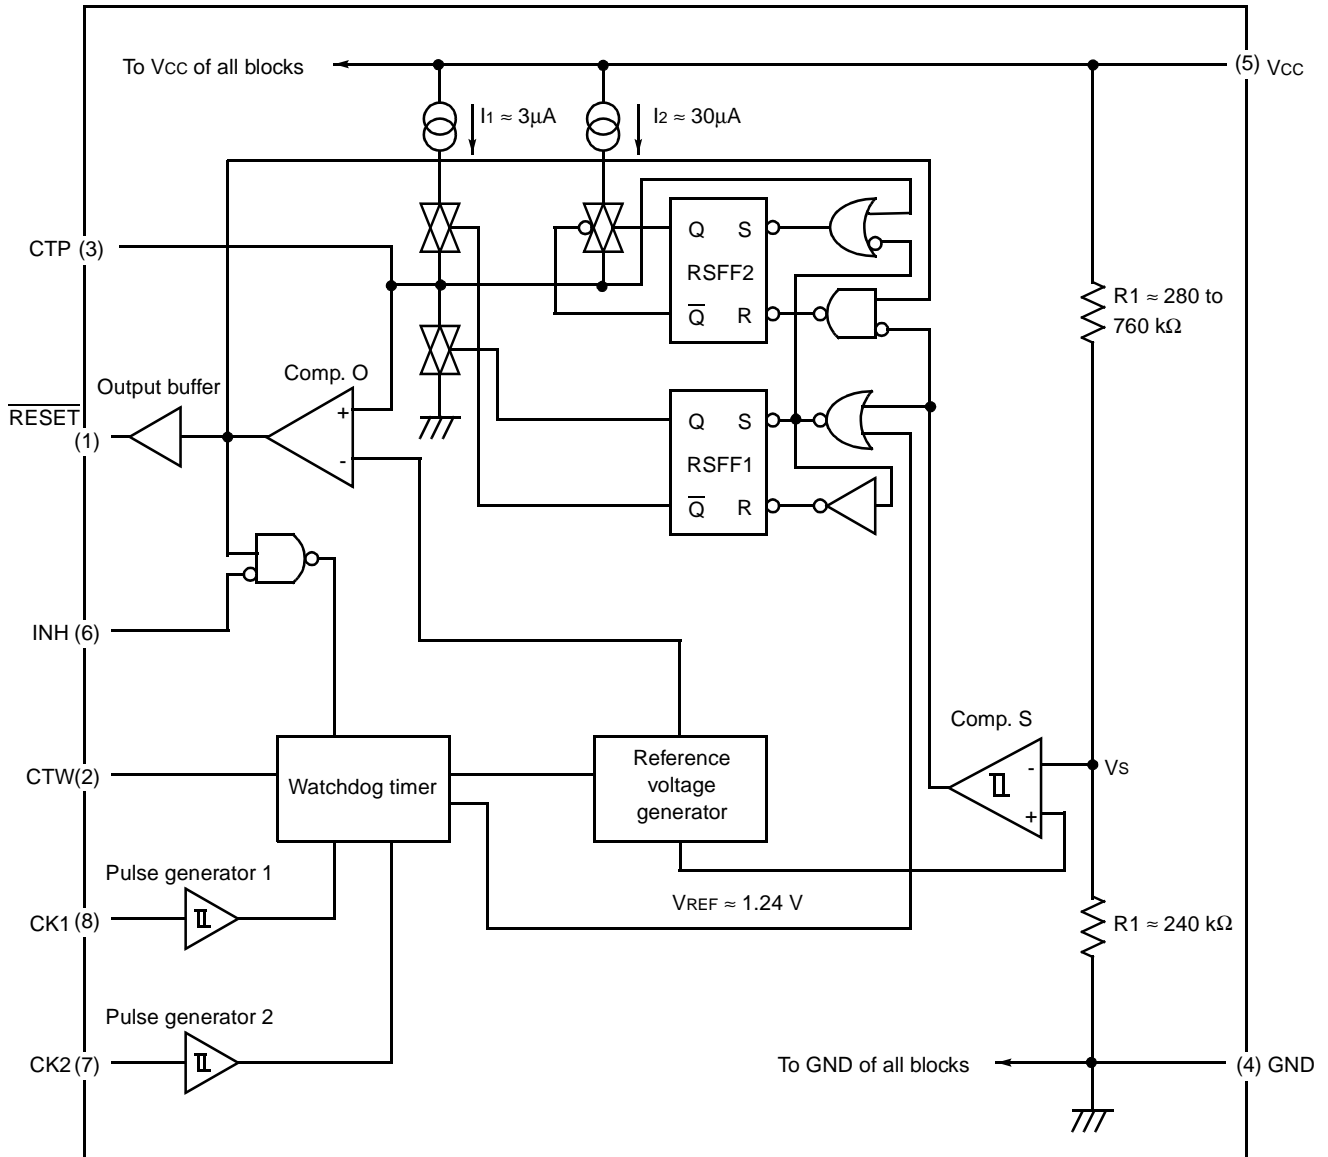 To VCC of all blocks
(5) VCC
I1 ≈ 3µA
I2 ≈ 30µA
CTP (3)
Q S
RSFF2
Q̅ R
R1 ≈ 280 to
760 kΩ
Output buffer
Comp. O
R̅E̅S̅E̅T̅
(1)
+
-
Q S
RSFF1
Q̅ R
INH (6)
Comp. S
CTW(2)
Watchdog timer
Reference
voltage
generator
-
+
VS
Pulse generator 1
CK1 (8)
VREF ≈ 1.24 V
R1 ≈ 240 kΩ
Pulse generator 2
CK2 (7)
To GND of all blocks
(4) GND